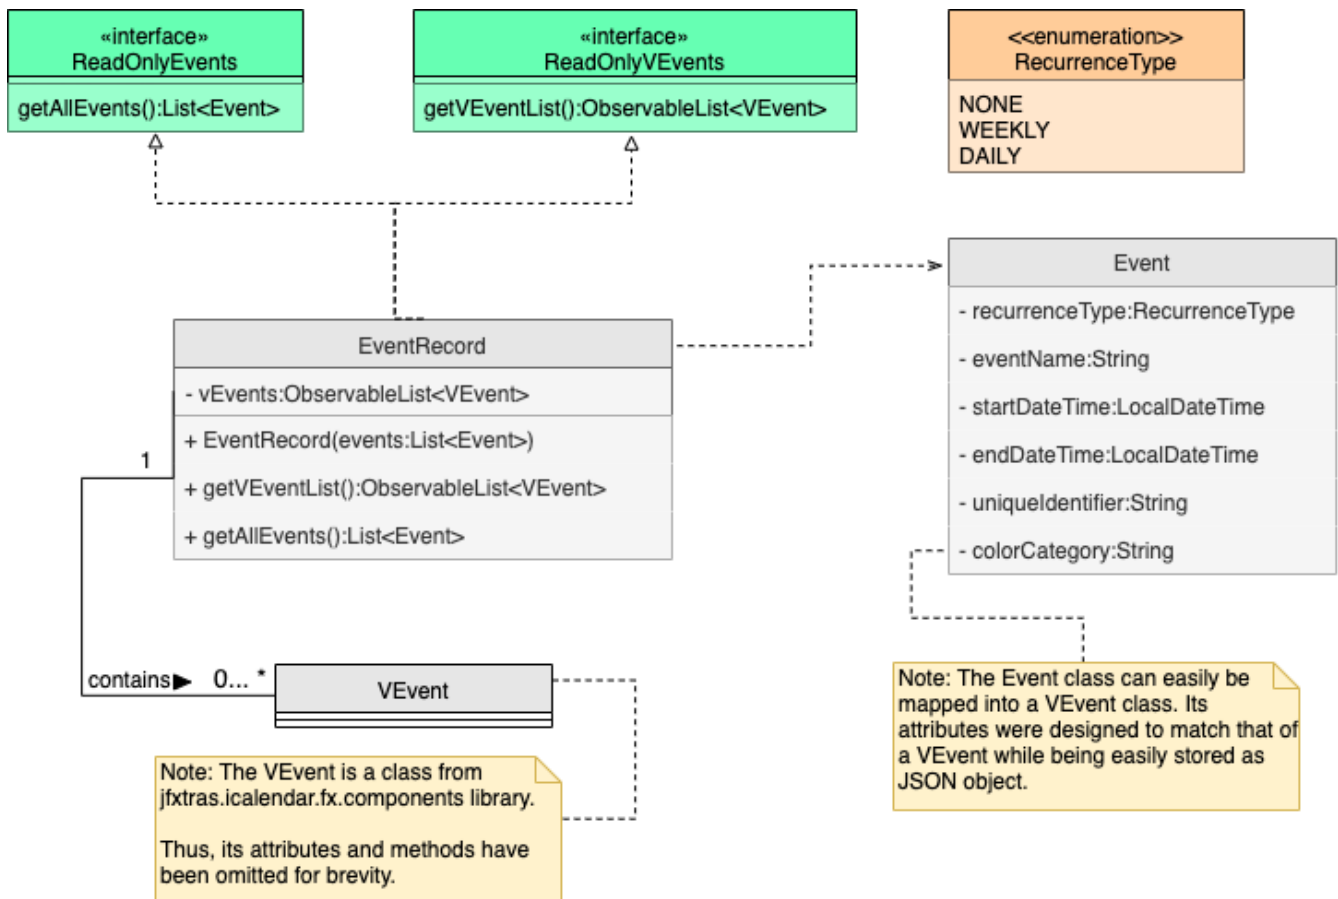 «interface»
ReadOnlyEvents
getAllEvents():List<Event>
«interface»
ReadOnlyVEvents
getVEventList():ObservableList<VEvent>
<<enumeration>>
RecurrenceType
NONE
WEEKLY
DAILY
Event
- recurrenceType:RecurrenceType
- eventName:String
- startDateTime:LocalDateTime
- endDateTime:LocalDateTime
- uniqueIdentifier:String
- colorCategory:String
EventRecord
- vEvents:ObservableList<VEvent>
+ EventRecord(events:List<Event>)
+ getVEventList():ObservableList<VEvent>
+ getAllEvents():List<Event>
1
contains▶ 0... *
VEvent
Note: The VEvent is a class from
jfxtras.icalendar.fx.components library.
Thus, its attributes and methods have
been omitted for brevity.
Note: The Event class can easily be
mapped into a VEvent class. Its
attributes were designed to match that of
a VEvent while being easily stored as
JSON object.